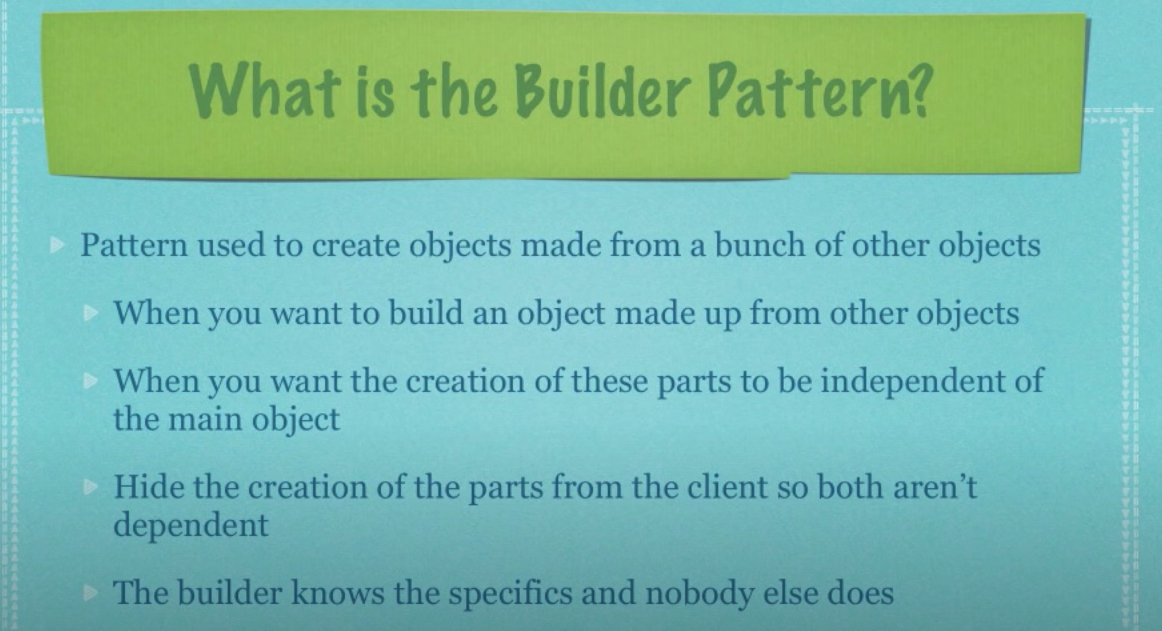 What is the Builder Pattern?
Pattern used to create objects made from a bunch of other objects
When you want to build an object made up from other objects
When you want the creation of these parts to be independent of
the main object
Hide the creation of the parts from the client so both aren’t
dependent
The builder knows the specifics and nobody else does